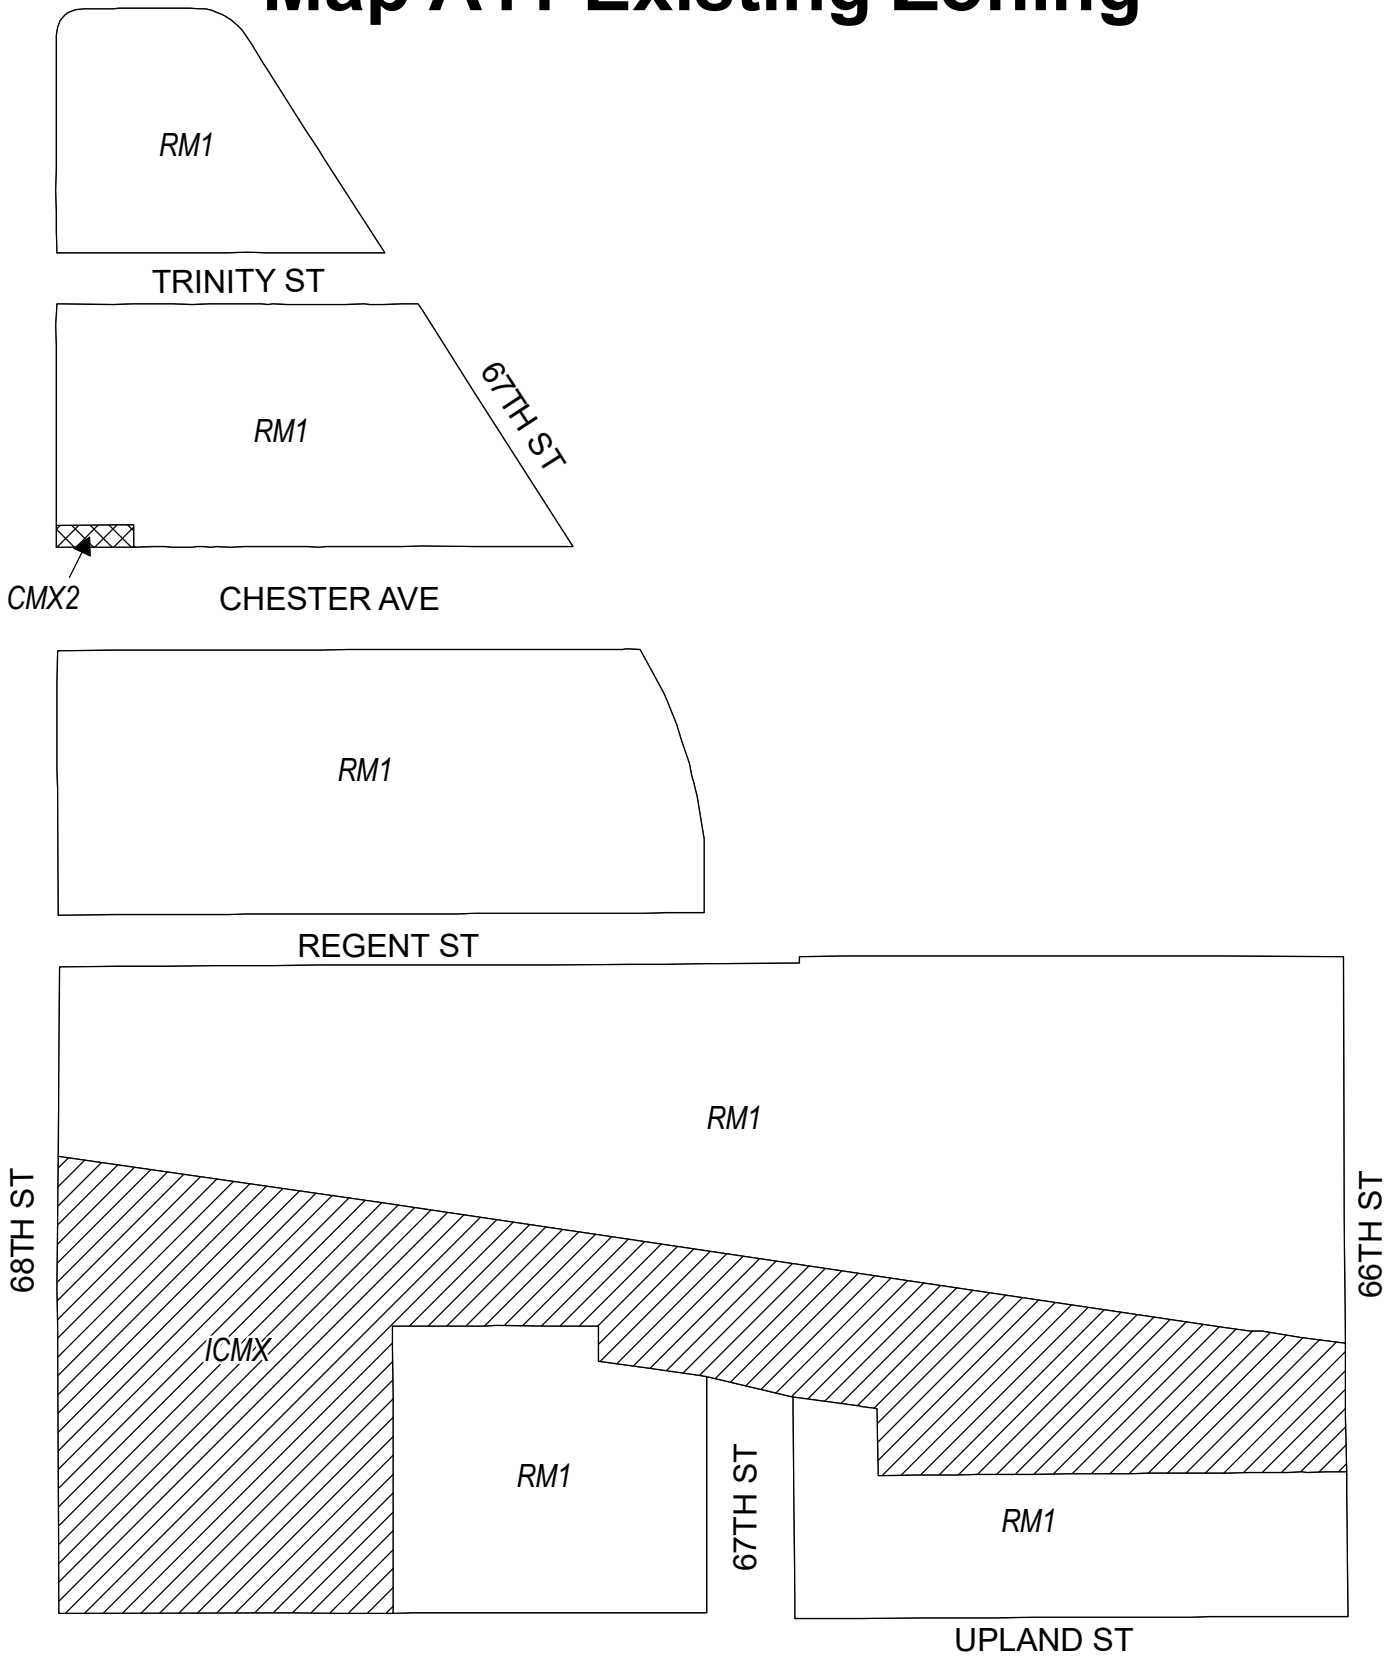 Map A11 Existing Zoning
RM1
TRINITY ST
67TH ST
RM1
CMX2
CHESTER AVE
RM1
REGENT ST
RM1
68TH ST
66TH ST
ICMX
RM1
67TH ST
RM1
UPLAND ST